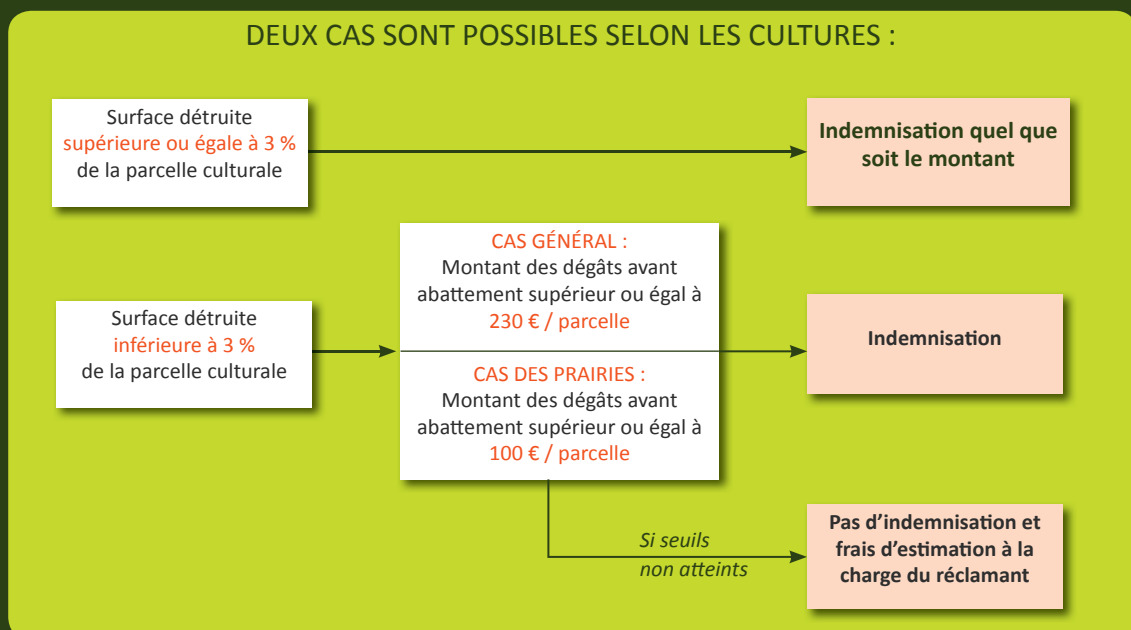 DEUX CAS SONT POSSIBLES SELON LES CULTURES :
Surface détruite
supérieure ou égale à 3 %
de la parcelle culturale
Indemnisation quel que
soit le montant
CAS GÉNÉRAL :
Montant des dégâts avant
abattement supérieur ou égal à
230 € / parcelle
Surface détruite
inférieure à 3 %
de la parcelle culturale
Indemnisation
CAS DES PRAIRIES :
Montant des dégâts avant
abattement supérieur ou égal à
100 € / parcelle
Si seuils
non atteints
Pas d'indemnisation et
frais d'estimation à la
charge du réclamant